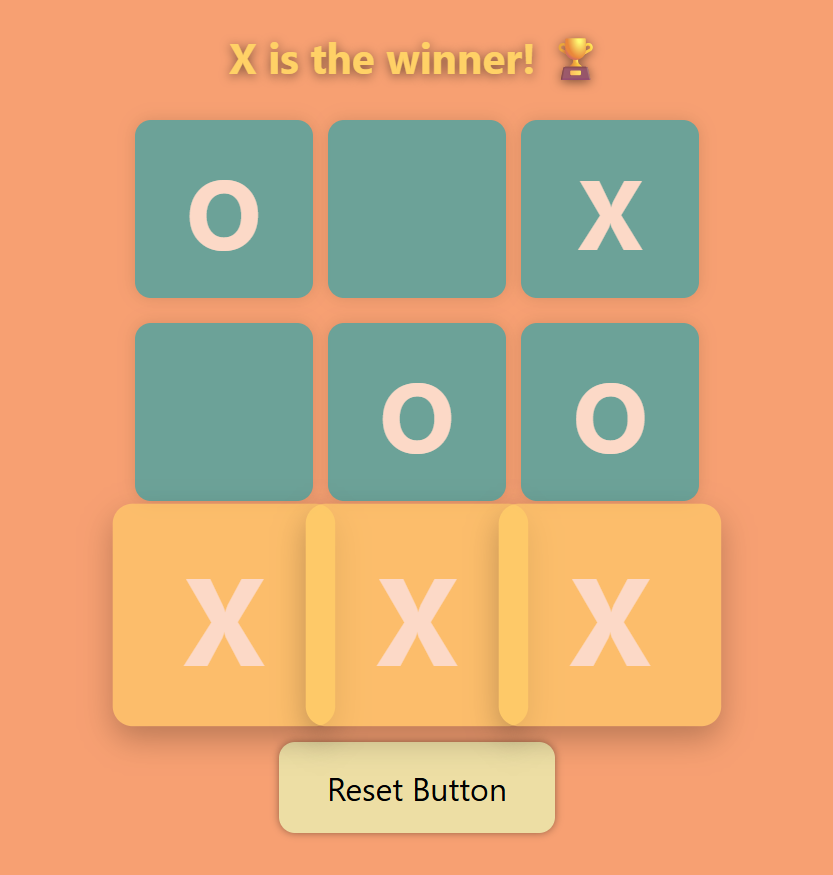 X is the winner! 🏆
O X
O O
X X X
Reset Button